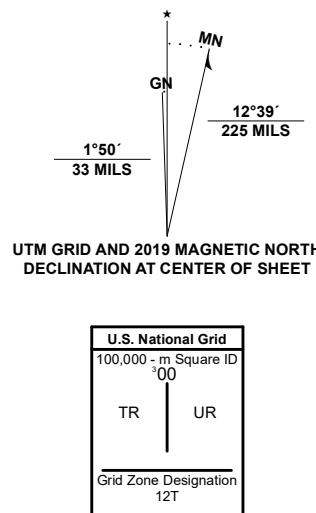 ★
MN
GN
12°39´
225 MILS
1°50´
33 MILS
UTM GRID AND 2019 MAGNETIC NORTH
DECLINATION AT CENTER OF SHEET
U.S. National Grid
100,000 - m Square ID
³00
TR UR
Grid Zone Designation
12T